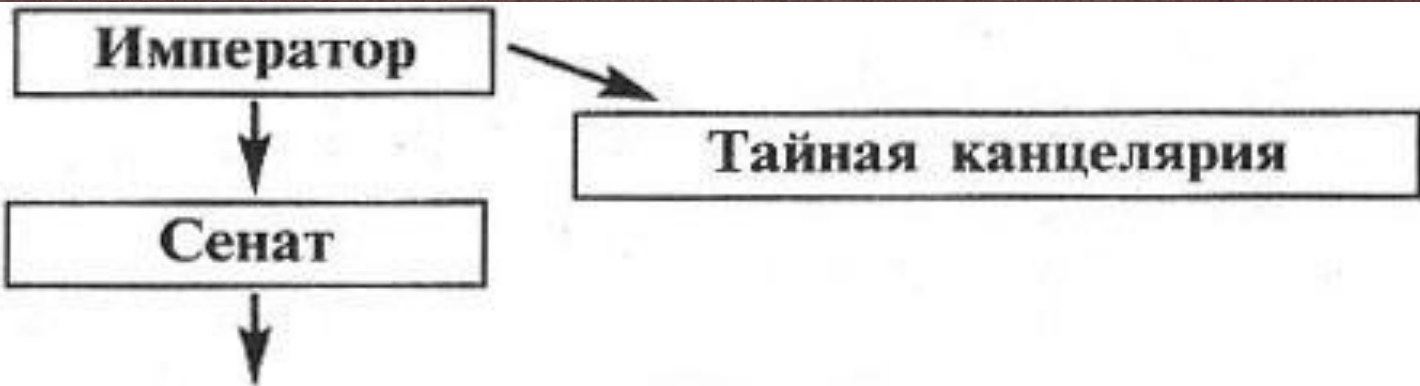 Император
Тайная канцелярия
Сенат